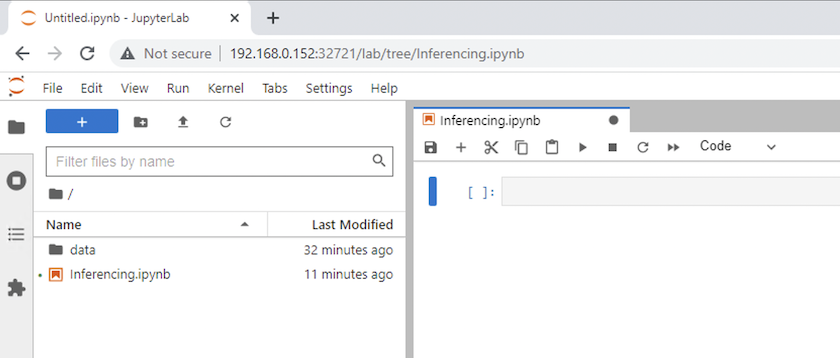 Untitled.ipynb - JupyterLab
Not secure | 192.168.0.152:32721/lab/tree/Inferencing.ipynb
File Edit View Run Kernel Tabs Settings Help
Inferencing.ipynb
Code
Filter files by name
/
[ ]:
Name Last Modified
data 32 minutes ago
Inferencing.ipynb 11 minutes ago